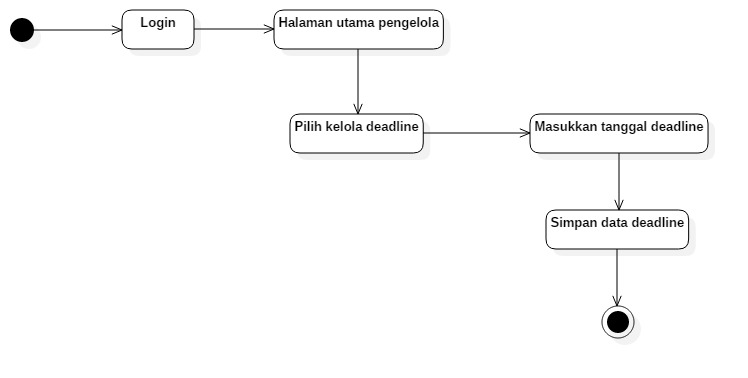 Login
Halaman utama pengelola
Pilih kelola deadline
Masukkan tanggal deadline
Simpan data deadline